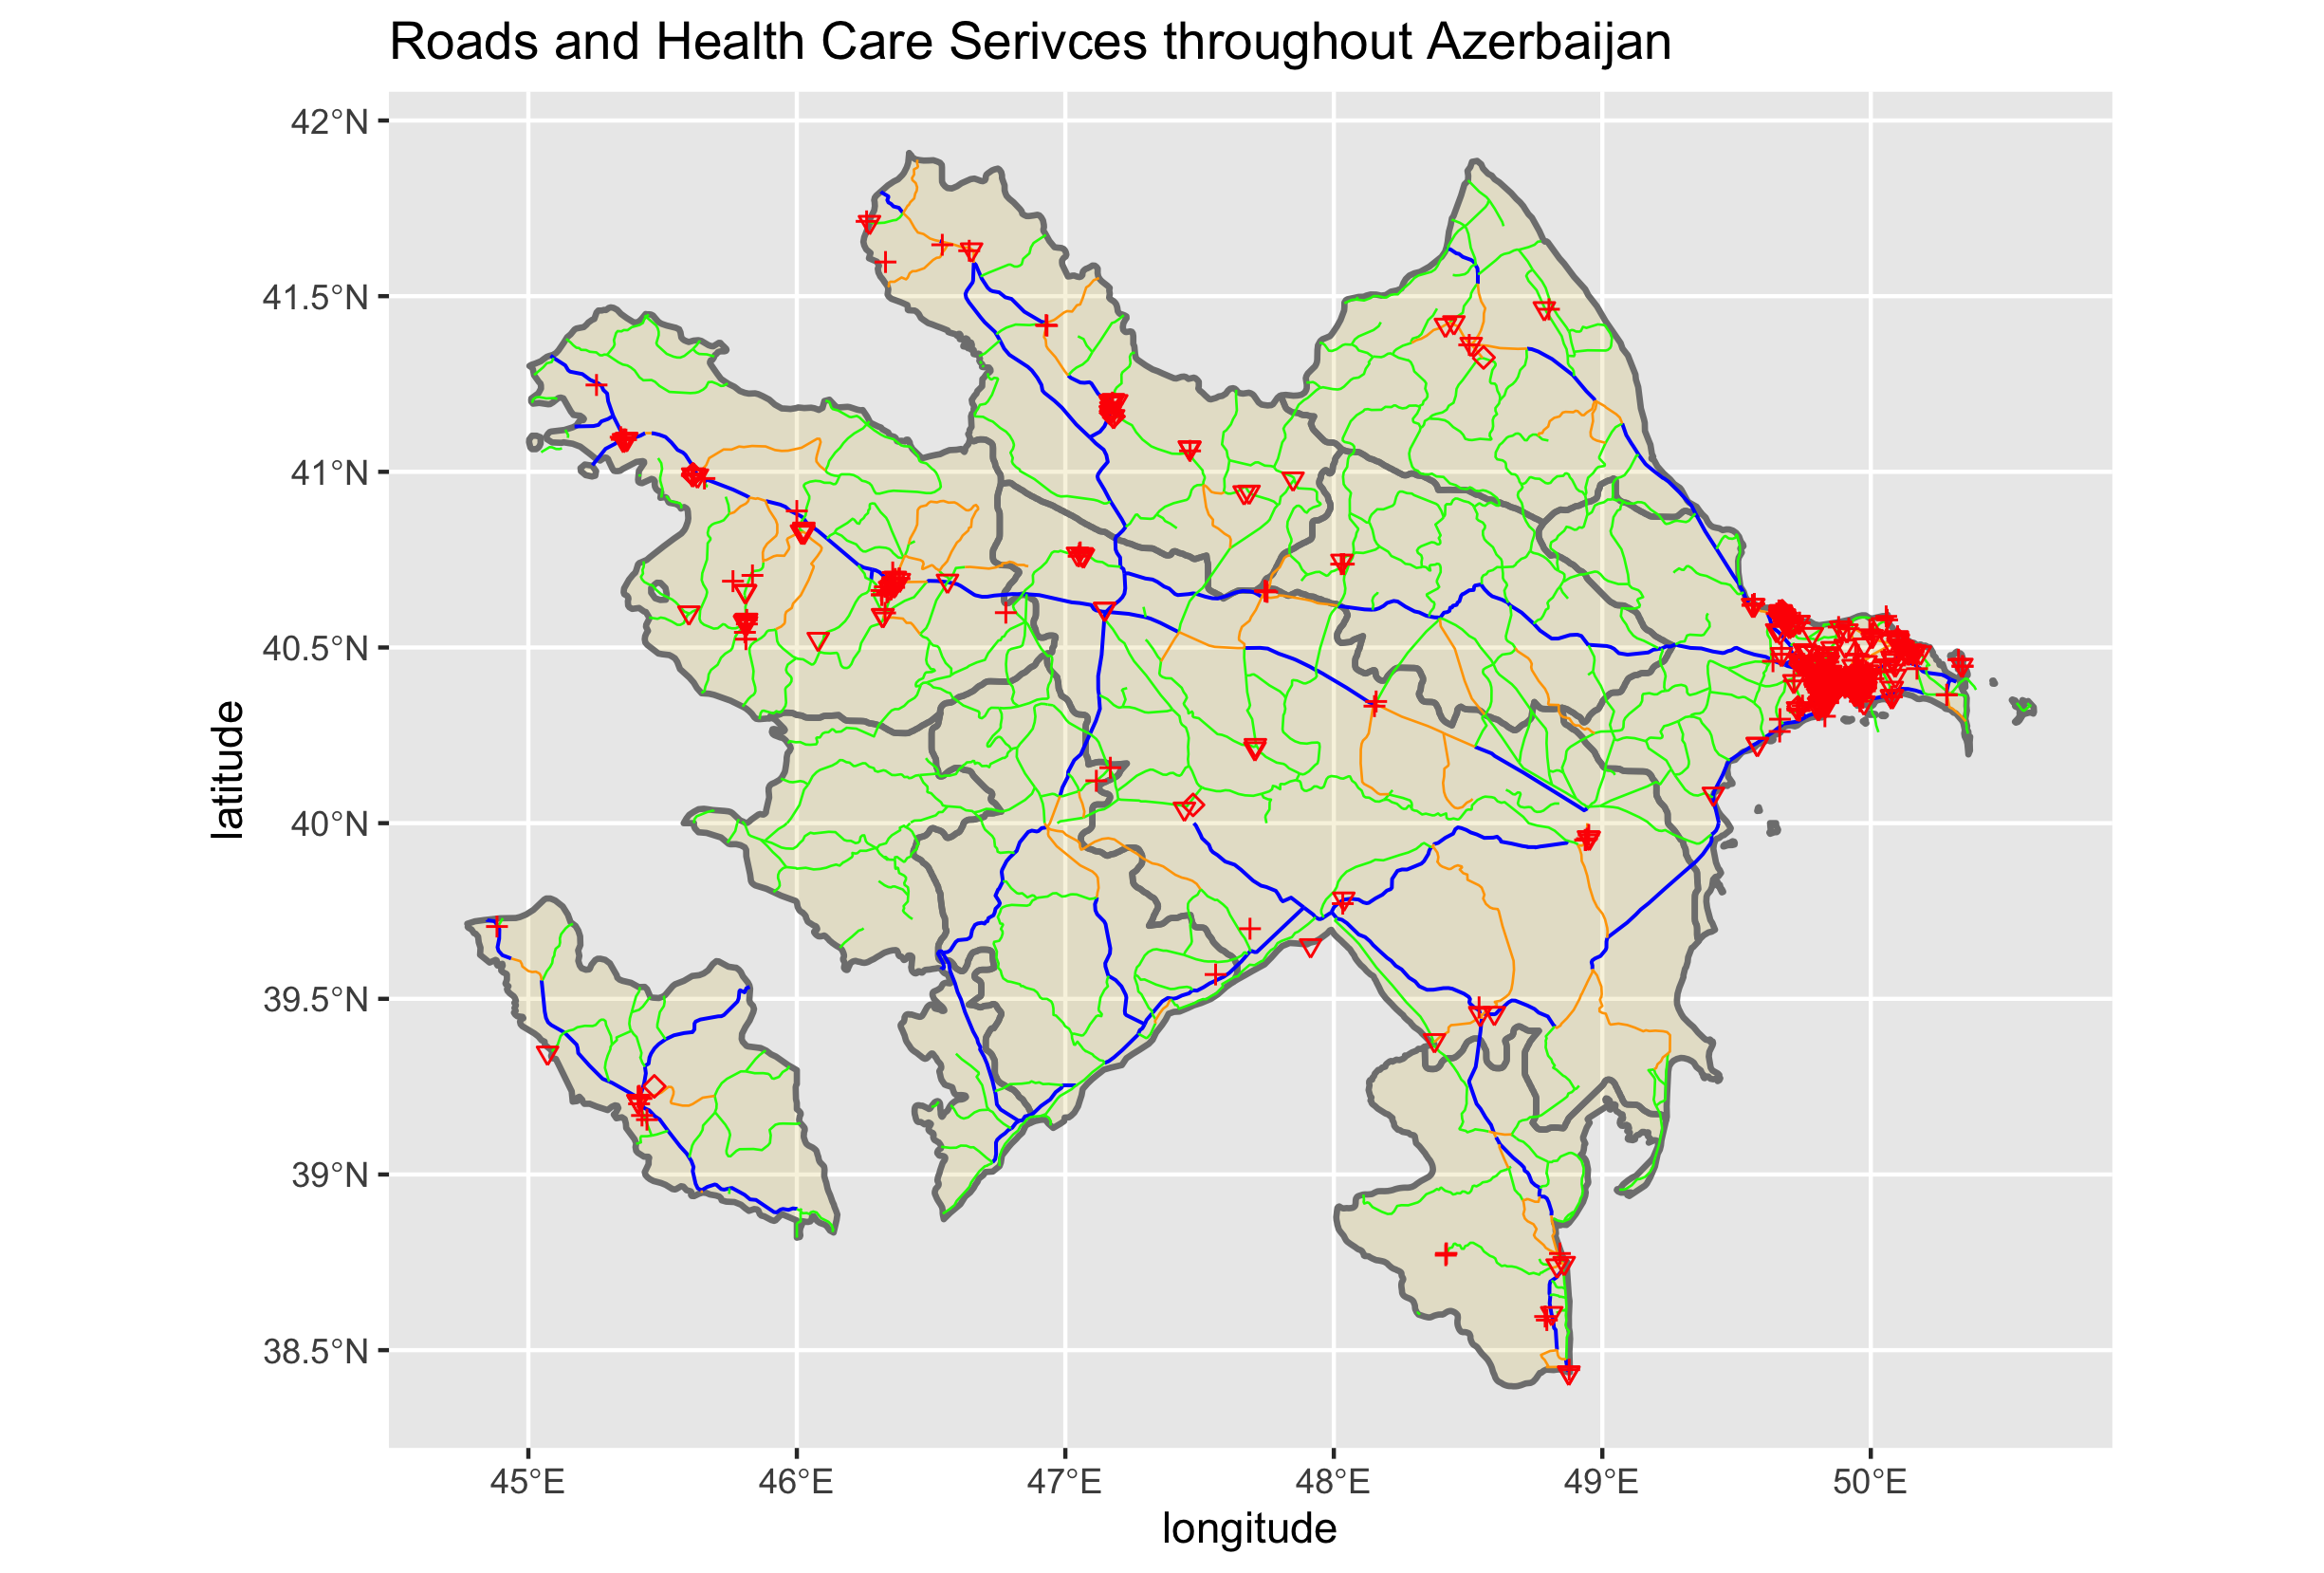 Roads and Health Care Serivces throughout Azerbaijan
42°N
41.5°N
41°N
40.5°N
40°N
39.5°N
39°N
38.5°N
latitude
45°E 46°E 47°E 48°E 49°E 50°E
longitude